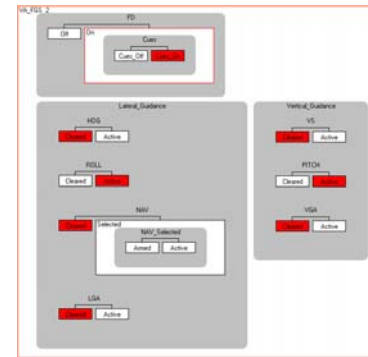 VA_FGS_2
FD
Off
On
Cues
Cues_Off Cues_On
Lateral_Guidance
HDG
Cleared Active
ROLL
Cleared Active
NAV
Cleared
Selected
NAV_Selected
Armed Active
LGA
Cleared Active
Vertical_Guidance
VS
Cleared Active
PITCH
Cleared Active
VGA
Cleared Active